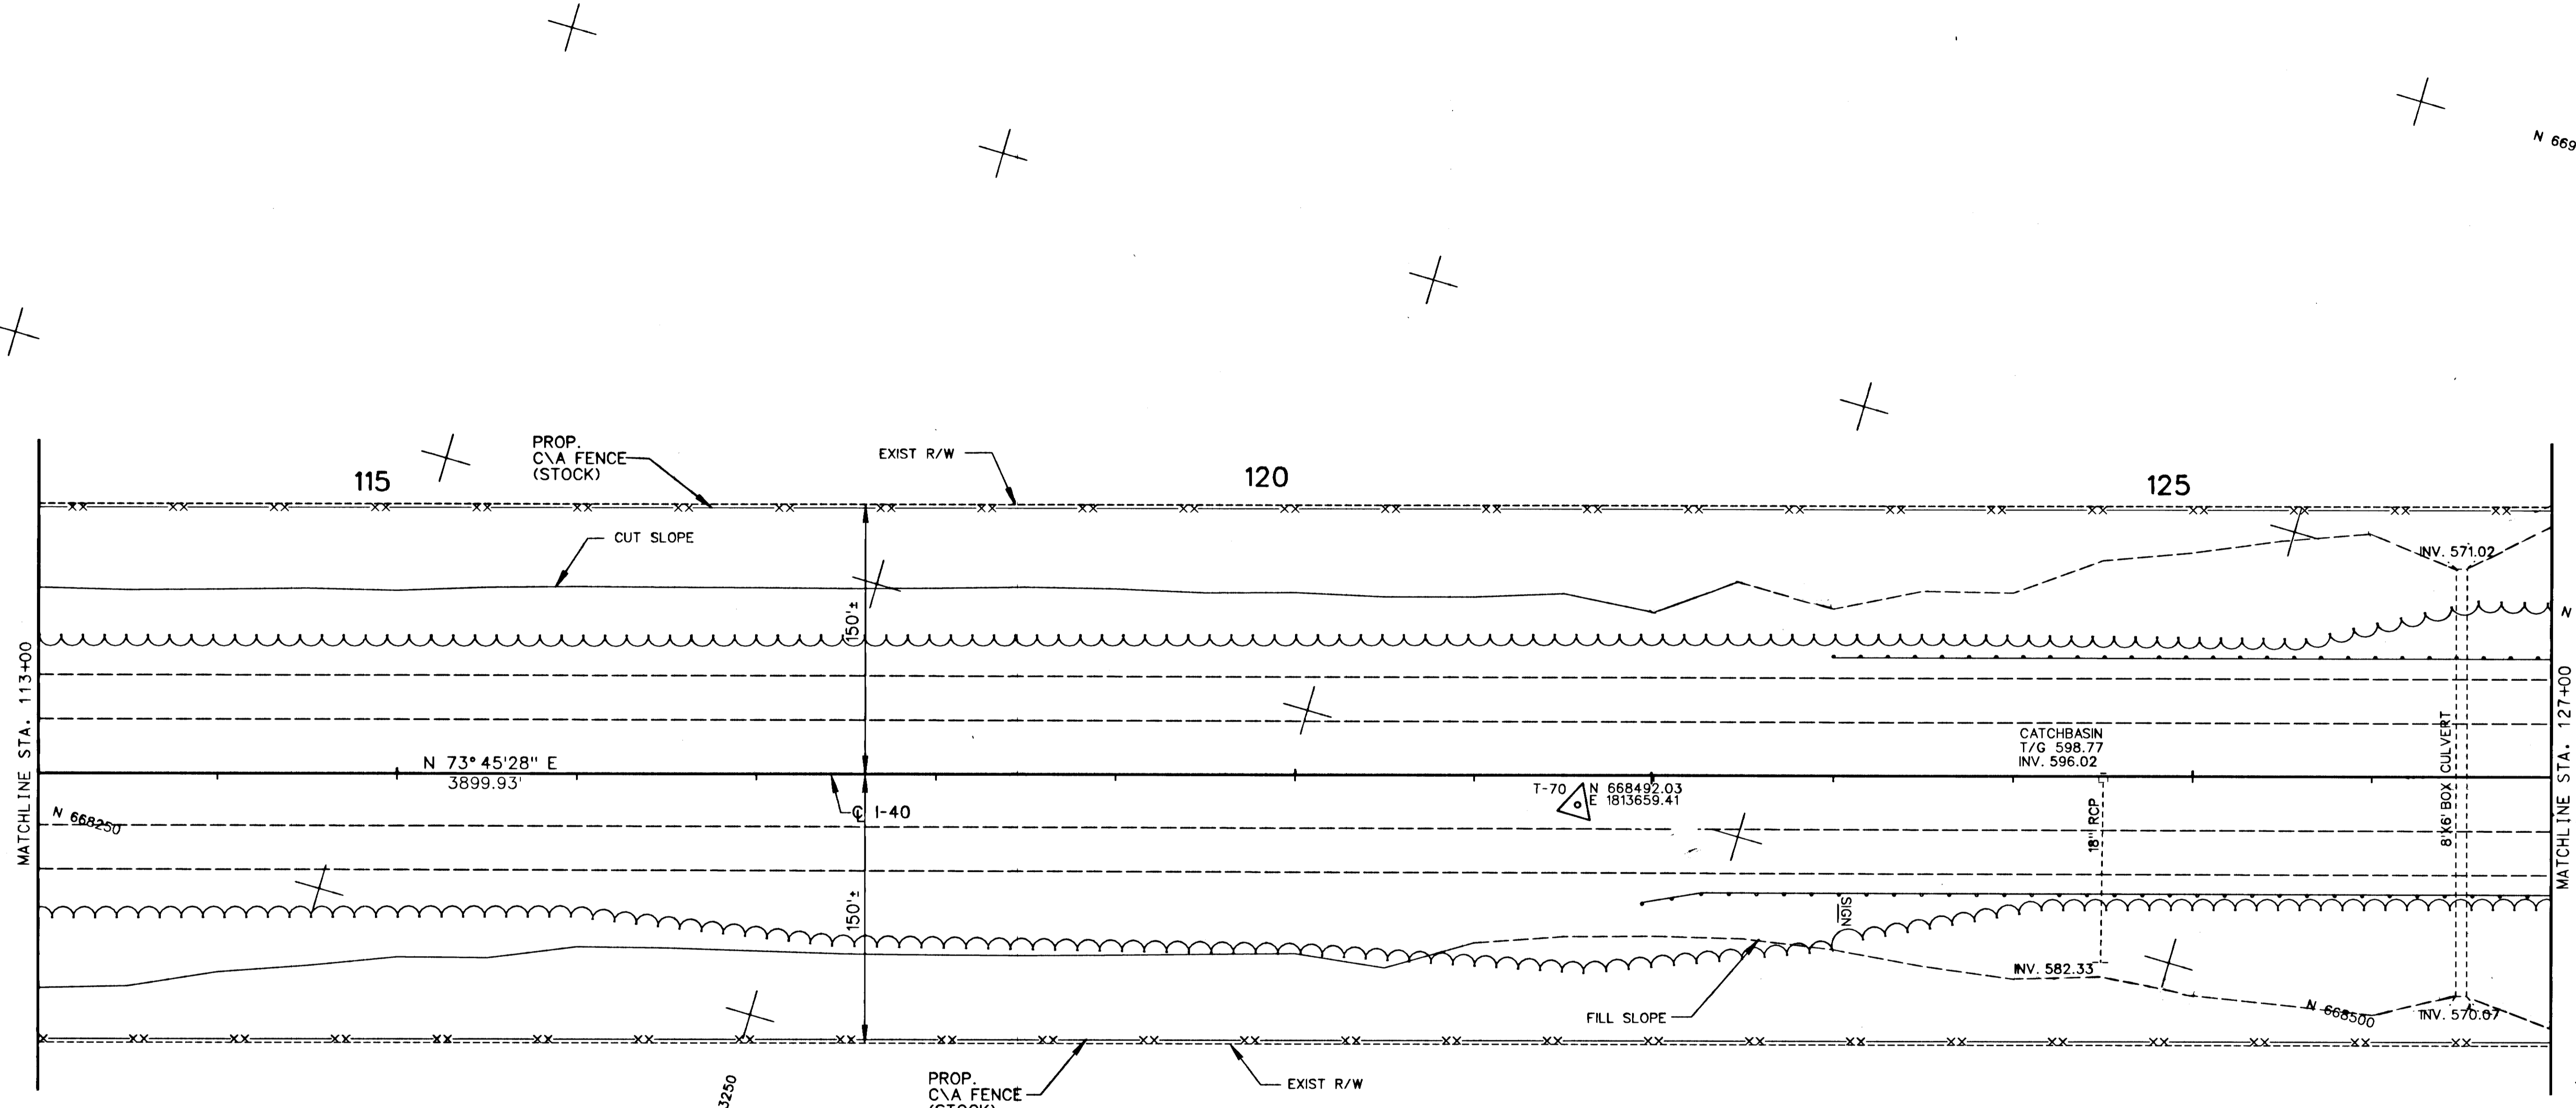 N 669
PROP.
C\A FENCE
(STOCK)
EXIST R/W
115
120
125
CUT SLOPE
INV. 571.02
150'±
N
MATCHLINE STA. 113+00
MATCHLINE STA. 127+00
8'X6' BOX CULVERT
CATCHBASIN
T/G 598.77
INV. 596.02
N 73° 45'28" E
3899.93'
T-70
N 668492.03
E 1813659.41
℄ I-40
N 668250
18" RCP
150'±
SIGN
INV. 582.33
FILL SLOPE
N 668500
INV. 570.07
3250
PROP.
C\A FENCE
(STOCK)
EXIST R/W